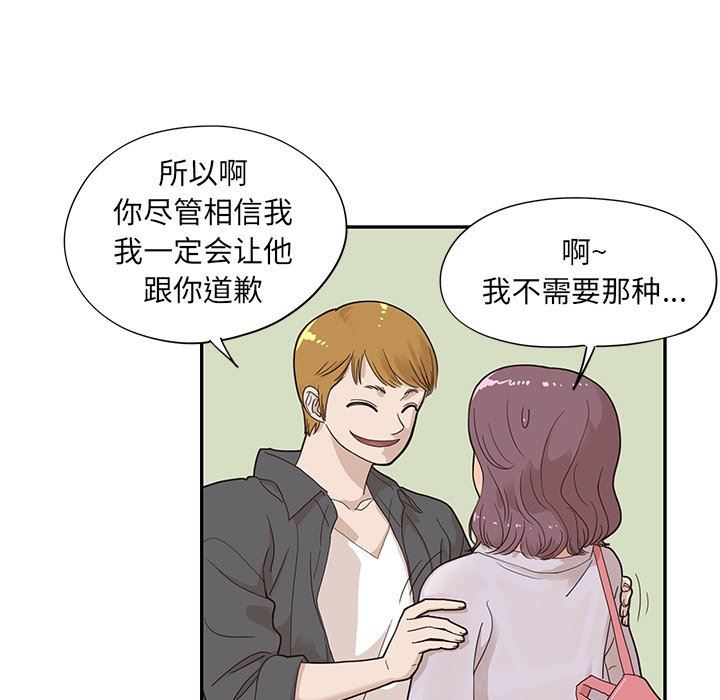 所以啊
你尽管相信我
我一定会让他
跟你道歉
啊~
我不需要那种...